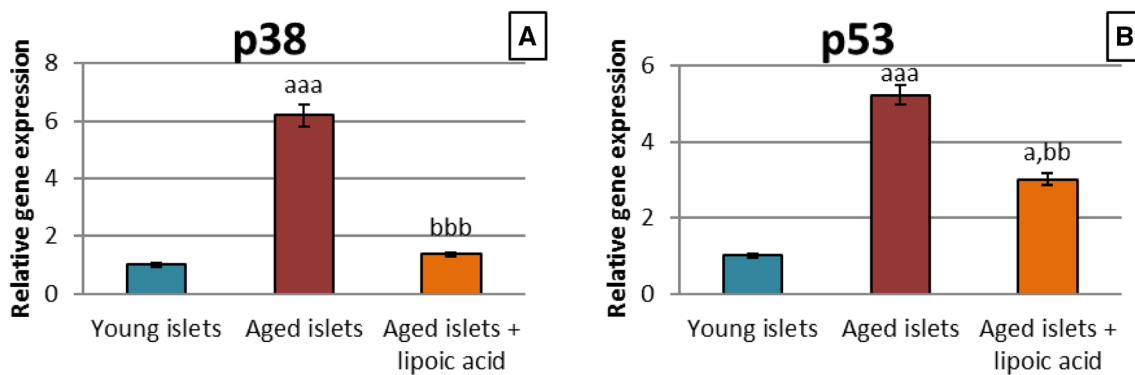 p38
A
Relative gene expression
8
6
4
2
0
aaa
bbb
Young islets
Aged islets
Aged islets +
lipoic acid
p53
B
Relative gene expression
6
4
2
0
aaa
a,bb
Young islets
Aged islets
Aged islets +
lipoic acid